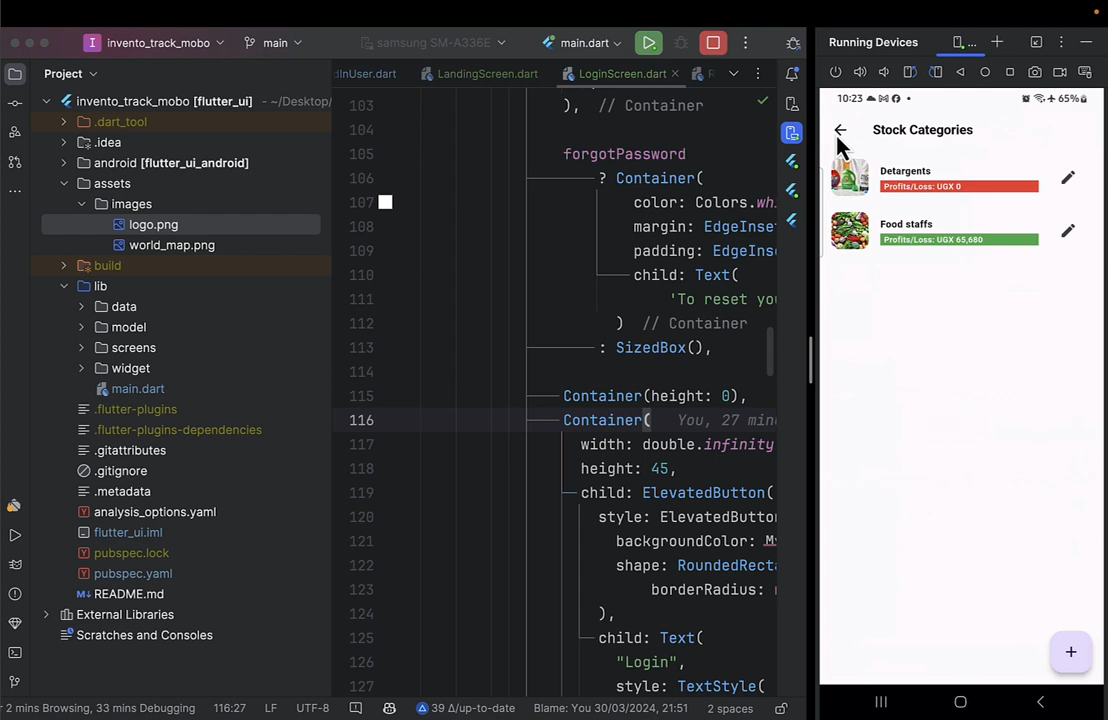 I invento_track_mobo main samsung SM-A336E main.dart Running Devices ...
Project
dInUser.dart LandingScreen.dart LoginScreen.dart
invento_track_mobo [flutter_ui] ~/Desktop/
.dart_tool
.idea
android [flutter_ui_android]
assets
images
logo.png
world_map.png
build
lib
data
model
screens
widget
main.dart
.flutter-plugins
.flutter-plugins-dependencies
.gitattributes
.gitignore
.metadata
analysis_options.yaml
flutter_ui.iml
pubspec.lock
pubspec.yaml
README.md
External Libraries
Scratches and Consoles
103 ), // Container
104
105 forgotPassword
106 ? Container(
107 color: Colors.wh
108 margin: EdgeInse
109 padding: EdgeIns
110 child: Text(
111 'To reset you
112 ) // Container
113 : SizedBox(),
114
115 Container(height: 0),
116 Container( You, 27 min
117 width: double.infinity
118 height: 45,
119 child: ElevatedButton(
120 style: ElevatedButton
121 backgroundColor: My
122 shape: RoundedRecta
123 borderRadius:
124 ),
125 child: Text(
126 "Login",
127 style: TextStyle(
10:23 65%
Stock Categories
Detargents
Profits/Loss: UGX 0
Food staffs
Profits/Loss: UGX 65,680
+
2 mins Browsing, 33 mins Debugging 116:27 LF UTF-8 39 Δ/up-to-date Blame: You 30/03/2024, 21:51 2 spaces